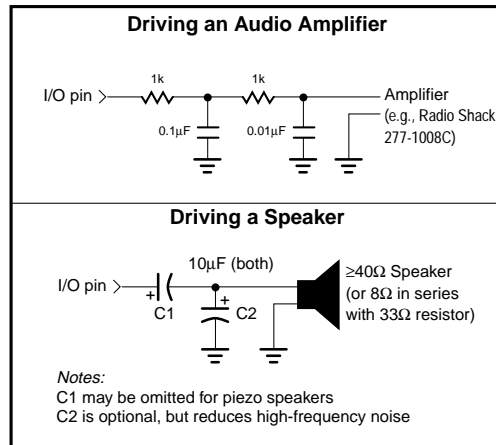 Driving an Audio Amplifier
1k
1k
I/O pin
Amplifier
(e.g., Radio Shack
277-1008C)
0.1µF
0.01µF
Driving a Speaker
10µF (both)
I/O pin
≥40Ω Speaker
(or 8Ω in series
with 33Ω resistor)
+
C1
+
C2
Notes:
C1 may be omitted for piezo speakers
C2 is optional, but reduces high-frequency noise